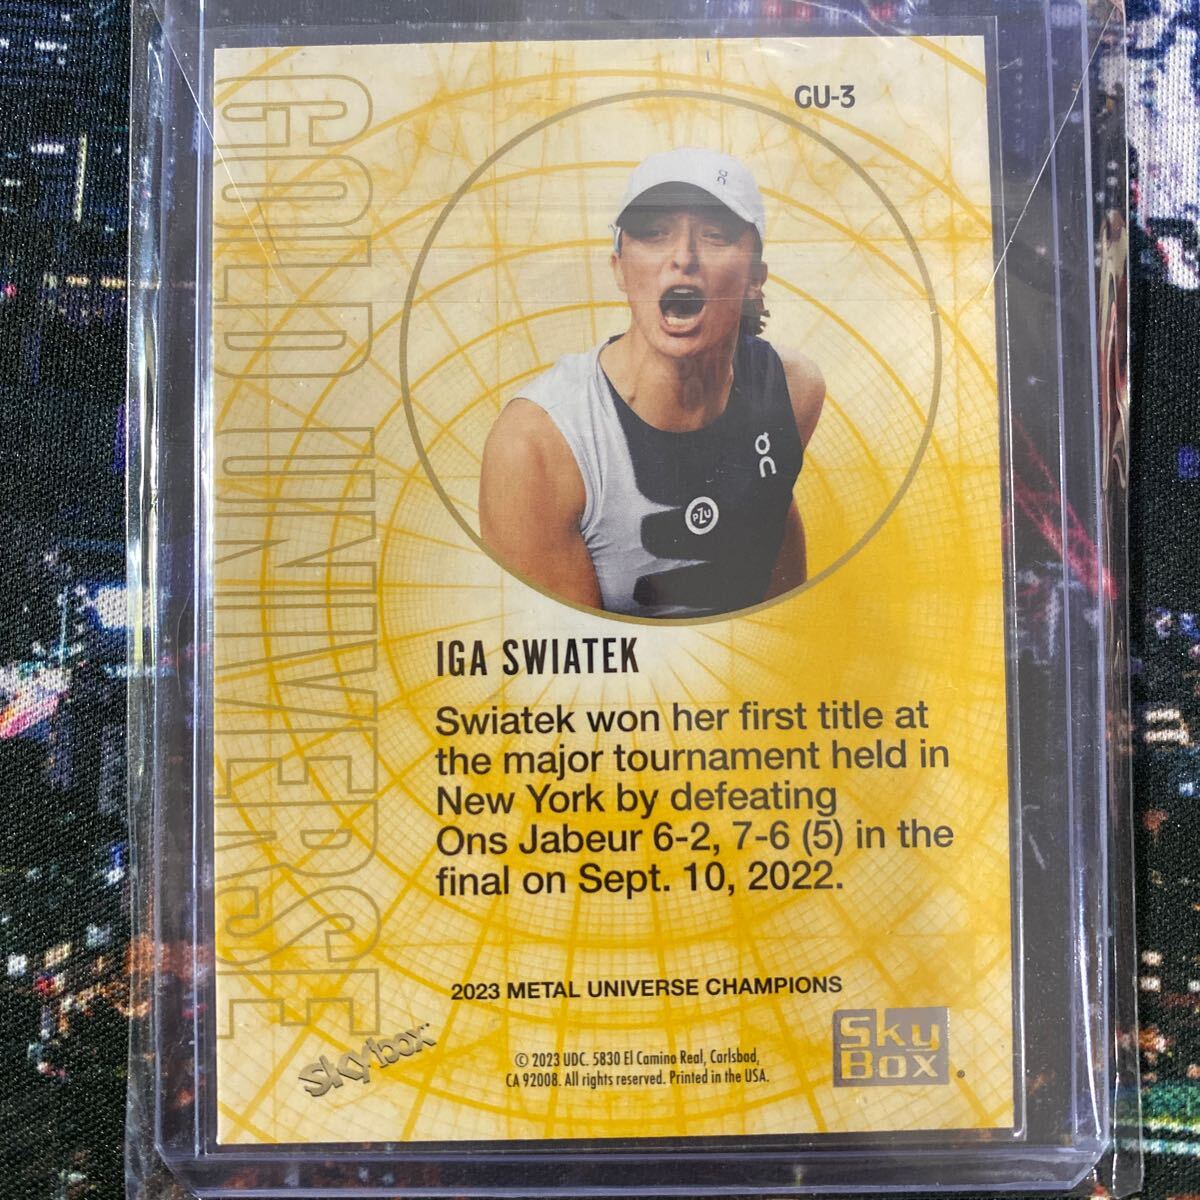 GU-3
GOLD UNIVERSE
on
PZU
IGA SWIATEK
Swiatek won her first title at
the major tournament held in
New York by defeating
Ons Jabeur 6-2, 7-6 (5) in the
final on Sept. 10, 2022.
2023 METAL UNIVERSE CHAMPIONS
skybox
© 2023 UDC. 5830 El Camino Real, Carlsbad,
CA 92008. All rights reserved. Printed in the USA.
Sky
Box